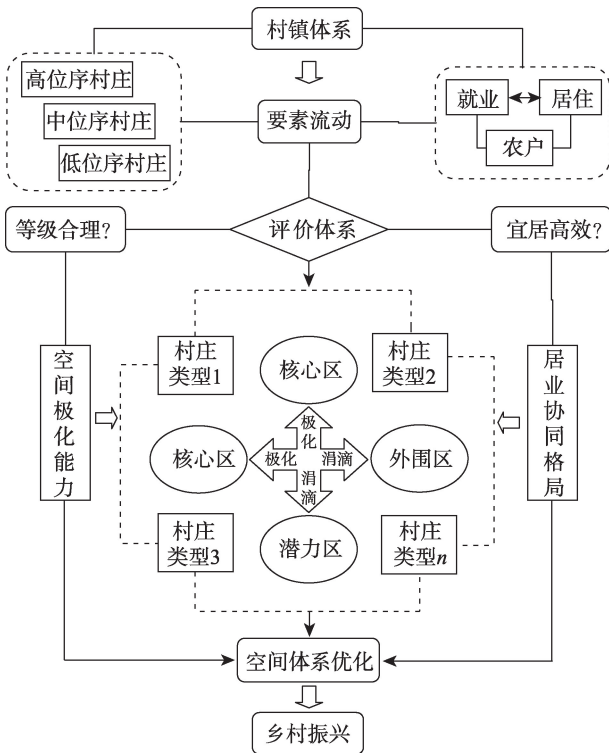 村镇体系
高位序村庄
中位序村庄
低位序村庄
要素流动
就业
居住
农户
等级合理?
评价体系
宜居高效?
空间极化能力
村庄
类型1
核心区
村庄
类型2
居业协同格局
极化
核心区
极化
涓滴
外围区
涓滴
村庄
类型3
潜力区
村庄
类型n
空间体系优化
乡村振兴